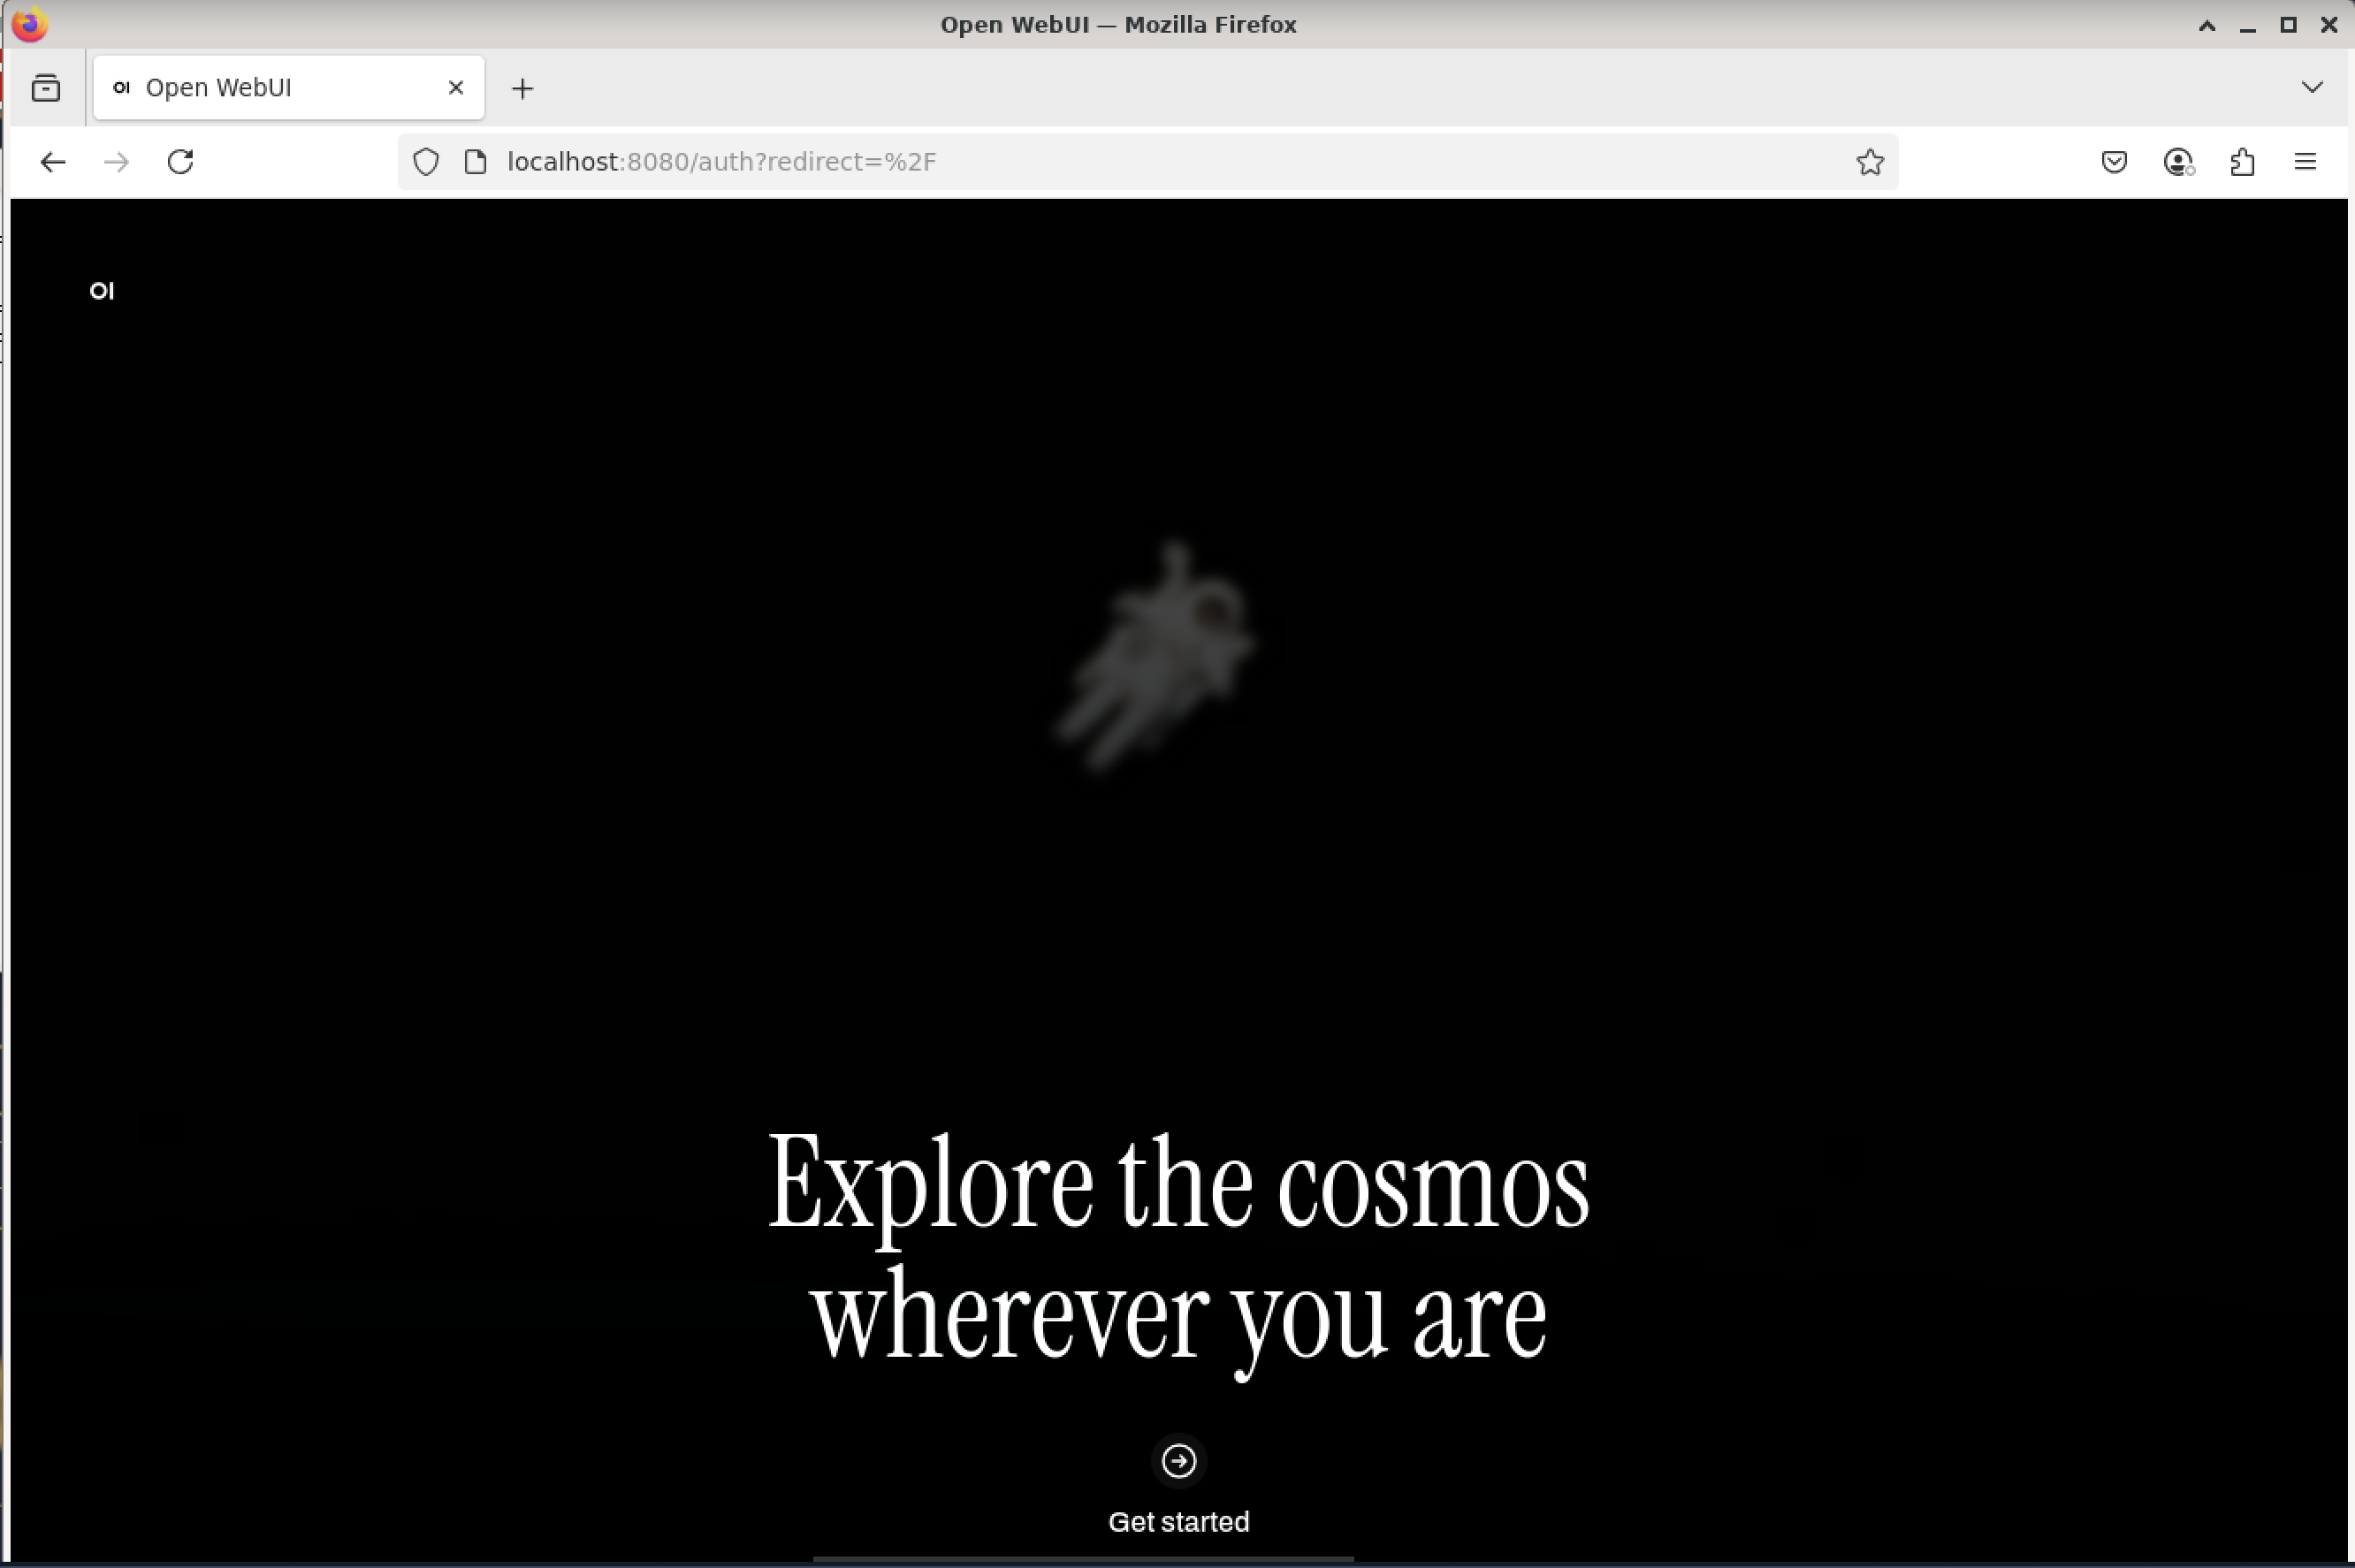 Open WebUI — Mozilla Firefox
OI Open WebUI
localhost:8080/auth?redirect=%2F
OI
Explore the cosmos
wherever you are
Get started